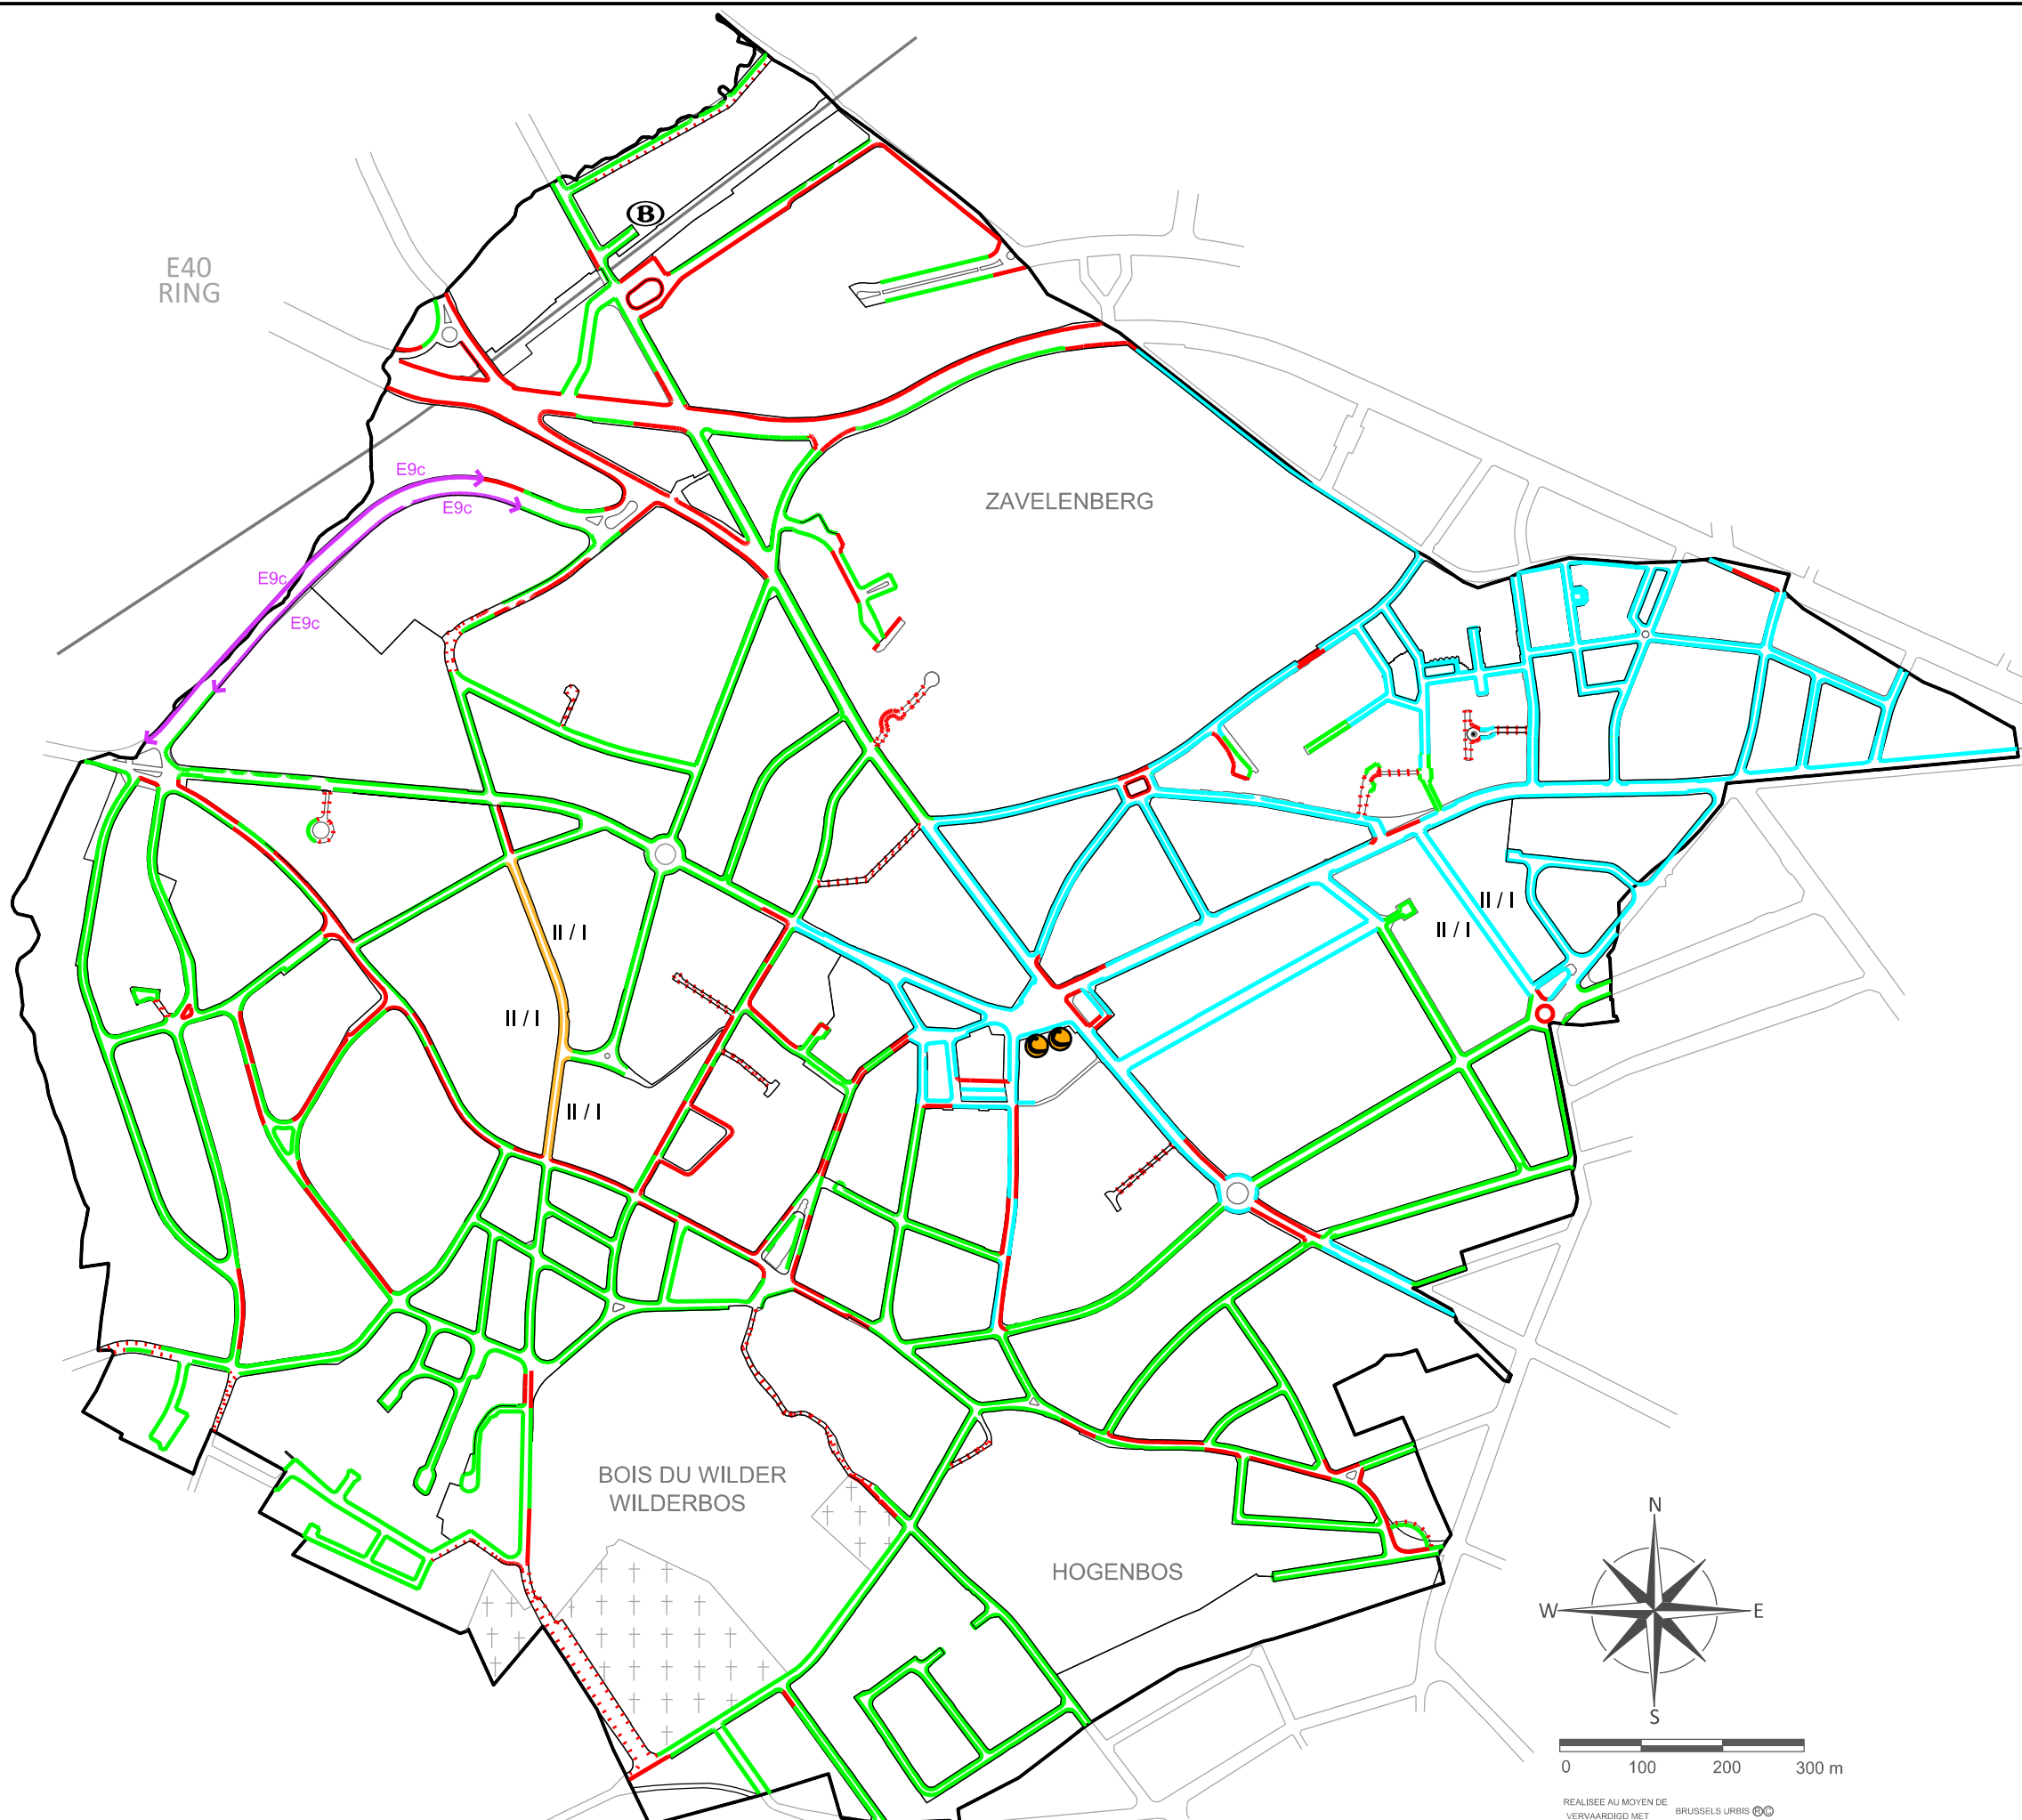 B
E40
RING
E9c
E9c
ZAVELENBERG
E9c
E9c
II / I
II / I
II / I
II / I
II / I
BOIS DU WILDER
WILDERBOS
HOGENBOS
N
W
E
S
0 100 200 300 m
REALISEE AU MOYEN DE
VERVAARDIGD MET
BRUSSELS URBIS ®©